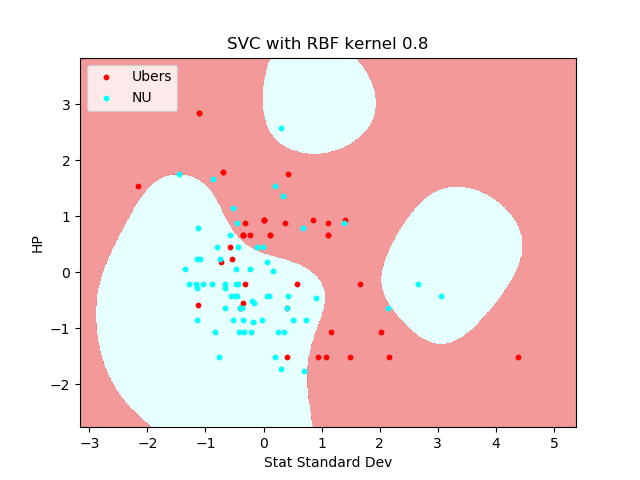 SVC with RBF kernel 0.8
Ubers
NU
HP
3
2
1
0
−1
−2
−3 −2 −1 0 1 2 3 4 5
Stat Standard Dev